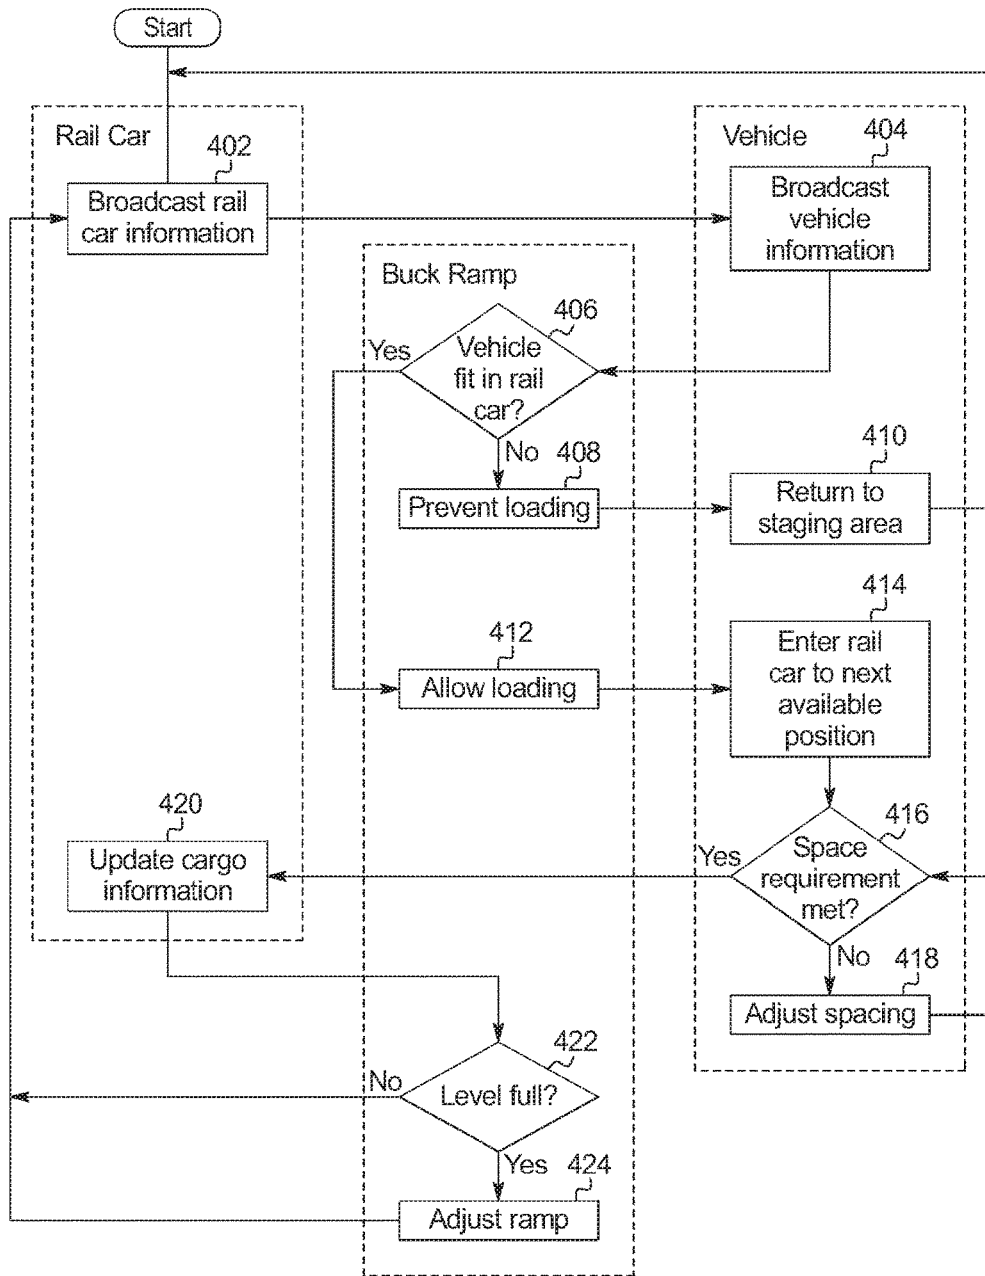 Start
Rail Car
402
Broadcast rail
car information
Vehicle
404
Broadcast
vehicle
information
Buck Ramp
406
Yes
Vehicle
fit in rail
car?
No
408
Prevent loading
410
Return to
staging area
412
Allow loading
414
Enter rail
car to next
available
position
416
Yes
Space
requirement
met?
No
418
Adjust spacing
420
Update cargo
information
422
No
Level full?
Yes
424
Adjust ramp